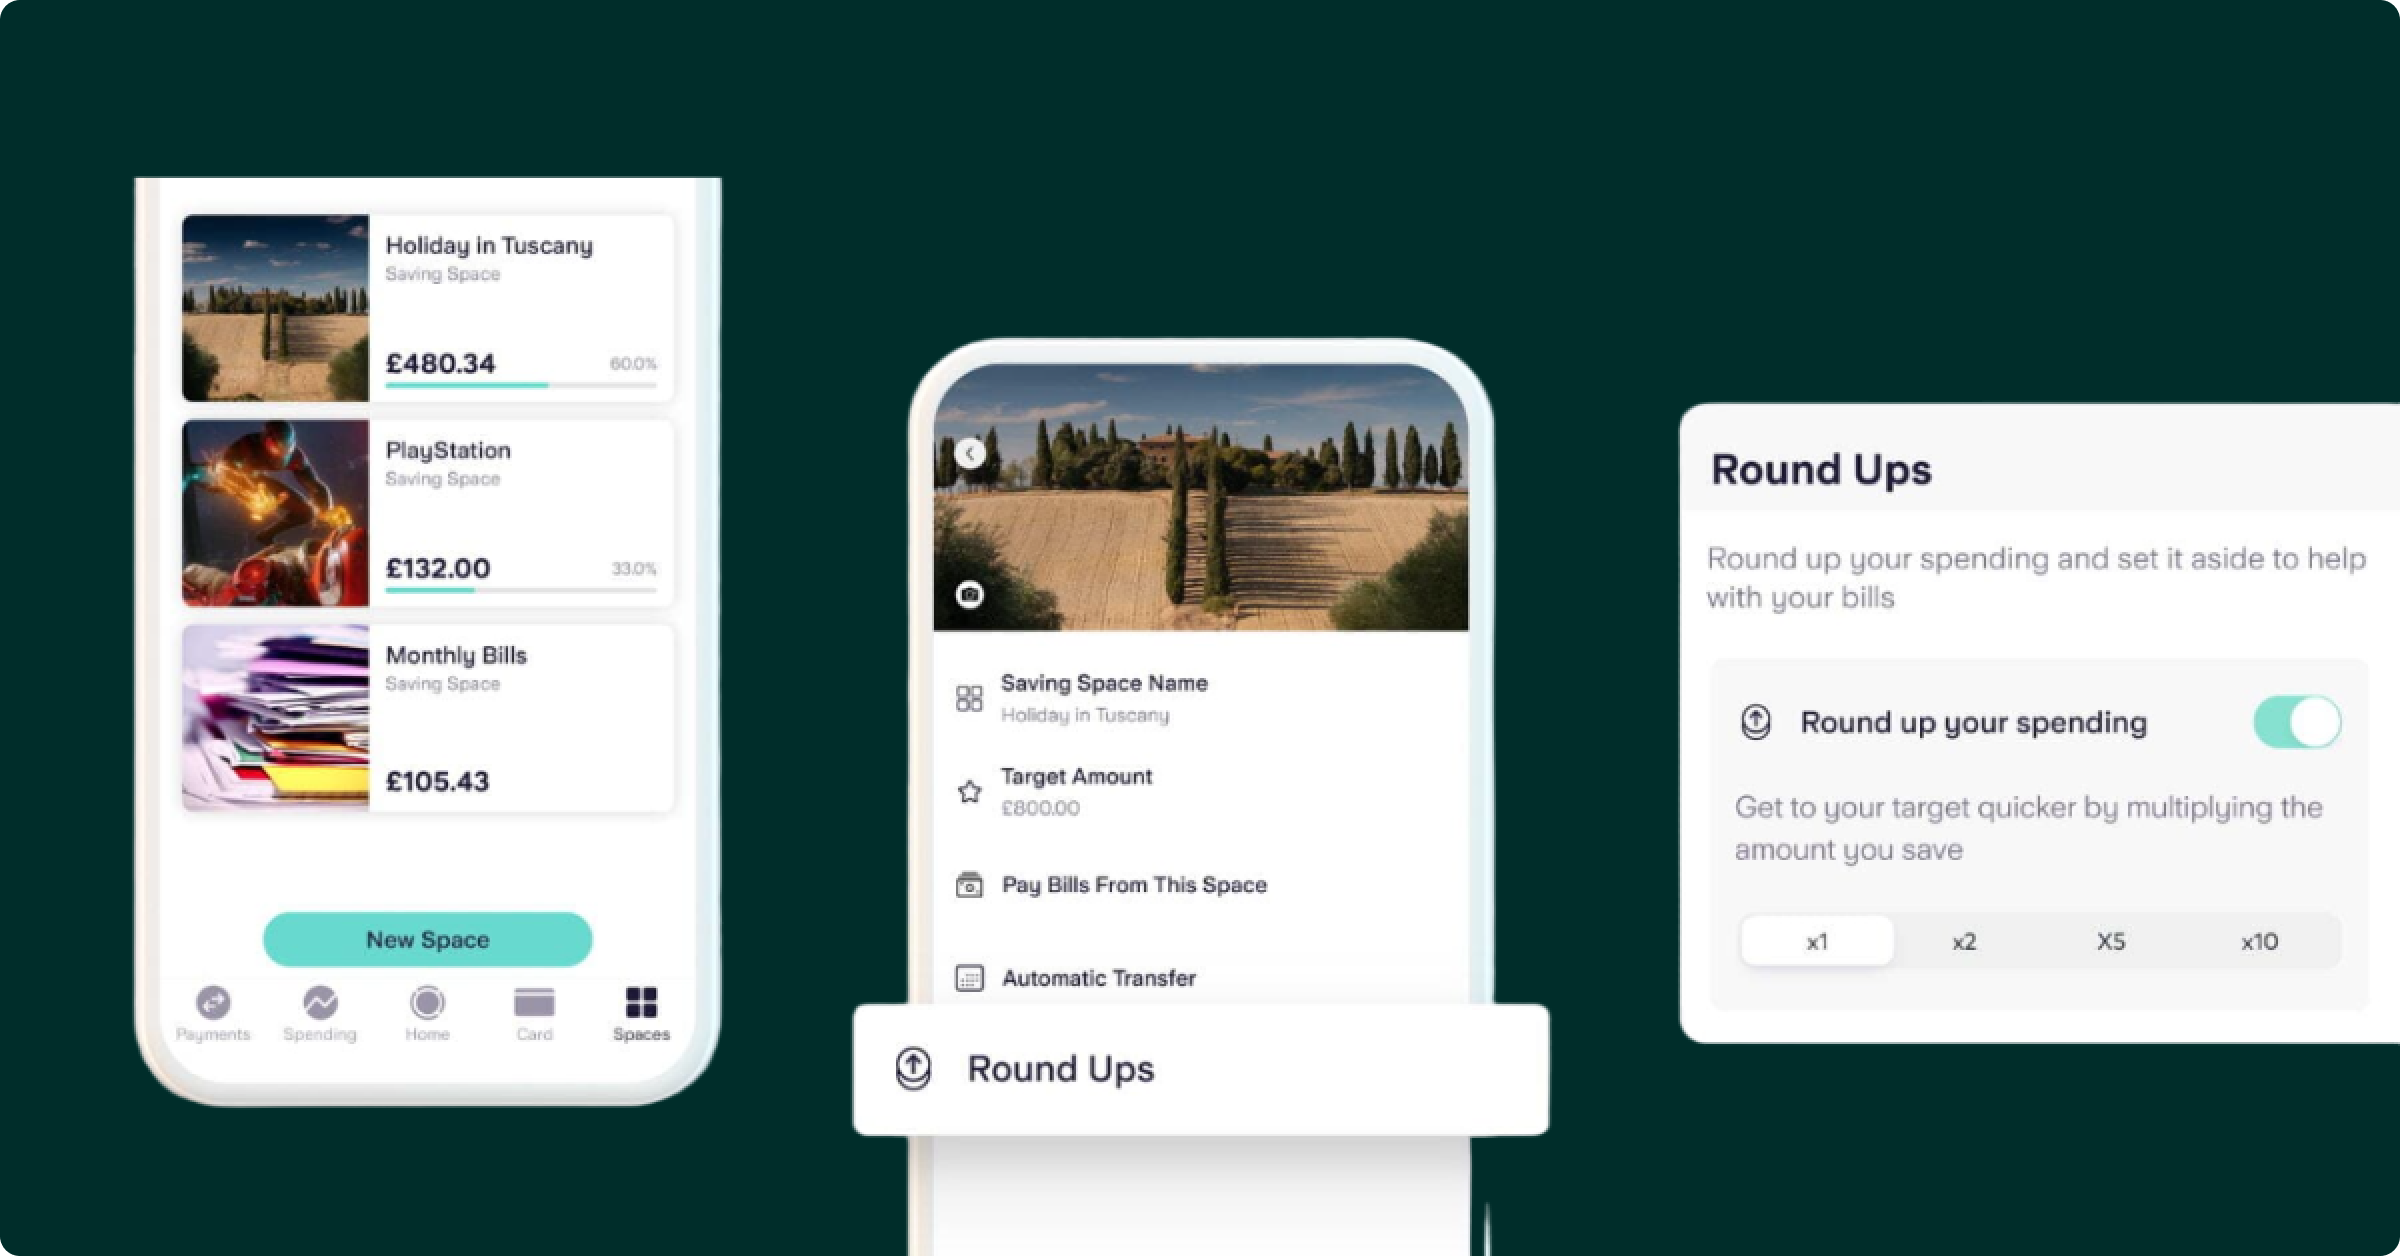 Holiday in Tuscany
Saving Space
£480.34
60.0%
PlayStation
Saving Space
£132.00
33.0%
Monthly Bills
Saving Space
£105.43
New Space
Payments
Spending
Home
Card
Spaces
Saving Space Name
Holiday in Tuscany
Target Amount
£800.00
Pay Bills From This Space
Automatic Transfer
Round Ups
Round Ups
Round up your spending and set it aside to help
with your bills
Round up your spending
Get to your target quicker by multiplying the
amount you save
x1
x2
X5
x10